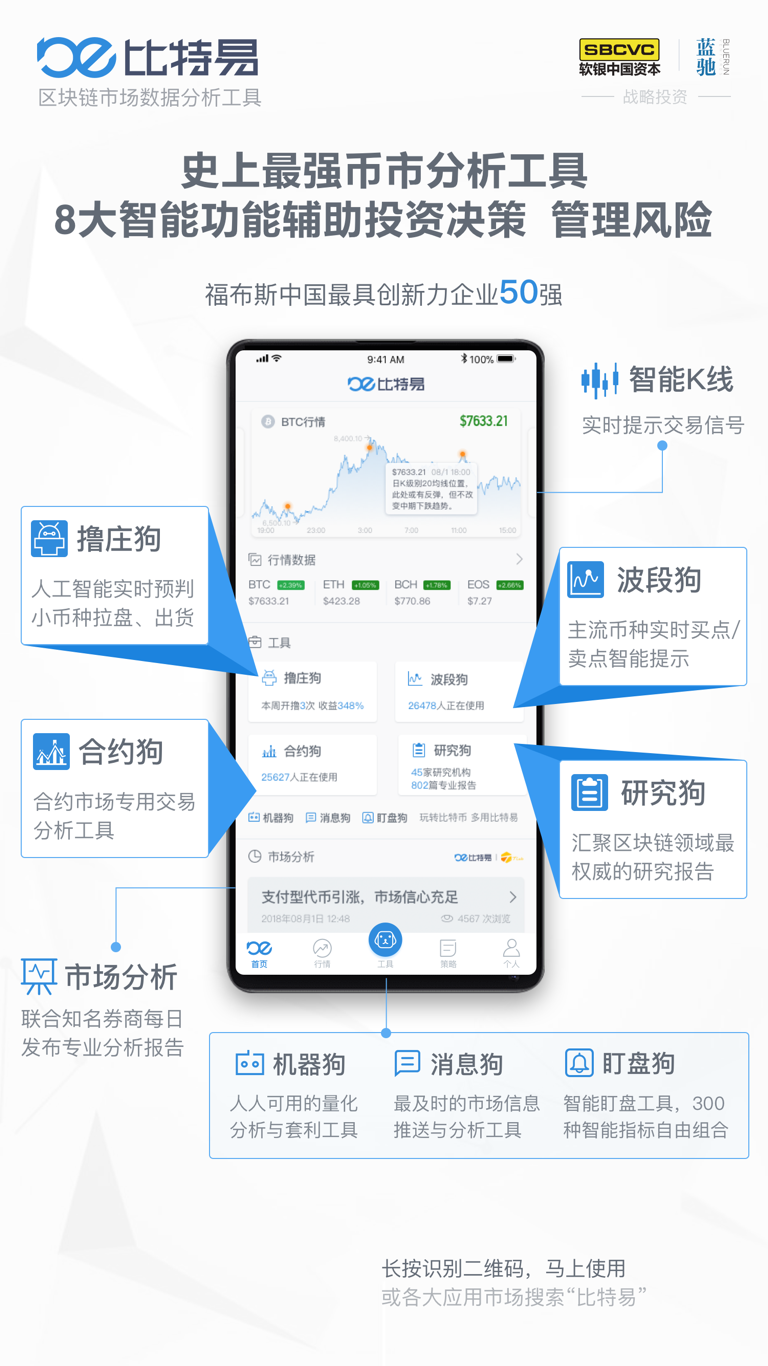 比特易
区块链市场数据分析工具
SBCVC
软银中国资本
蓝驰
BLUERUN
战略投资
史上最强币市分析工具
8大智能功能辅助投资决策 管理风险
福布斯中国最具创新力企业50强
9:41 AM
100%
比特易
BTC行情
$7633.21
8,400.10
$7633.21 08/1 18:00
日K级别20均线位置,
此处或有反弹，但不改
变中期下跌趋势。
6,500.10
19:00 23:00 3:00 7:00 11:00 15:00
行情数据
BTC +2.39% ETH +1.05% BCH +1.78% EOS +2.66%
$7633.21 $423.28 $770.86 $7.27
工具
撸庄狗
本周开撸3次 收益348%
波段狗
26478人正在使用
合约狗
25627人正在使用
研究狗
45家研究机构
802篇专业报告
机器狗 消息狗 盯盘狗 玩转比特币 多用比特易
市场分析
比特易
支付型代币引涨，市场信心充足
2018年08月1日 12:48 4567 次浏览
首页 行情 工具 策略 个人
智能K线
实时提示交易信号
撸庄狗
人工智能实时预判
小币种拉盘、出货
波段狗
主流币种实时买点/
卖点智能提示
合约狗
合约市场专用交易
分析工具
研究狗
汇聚区块链领域最
权威的研究报告
市场分析
联合知名券商每日
发布专业分析报告
机器狗
人人可用的量化
分析与套利工具
消息狗
最及时的市场信息
推送与分析工具
盯盘狗
智能盯盘工具，300
种智能指标自由组合
长按识别二维码，马上使用
或各大应用市场搜索“比特易”